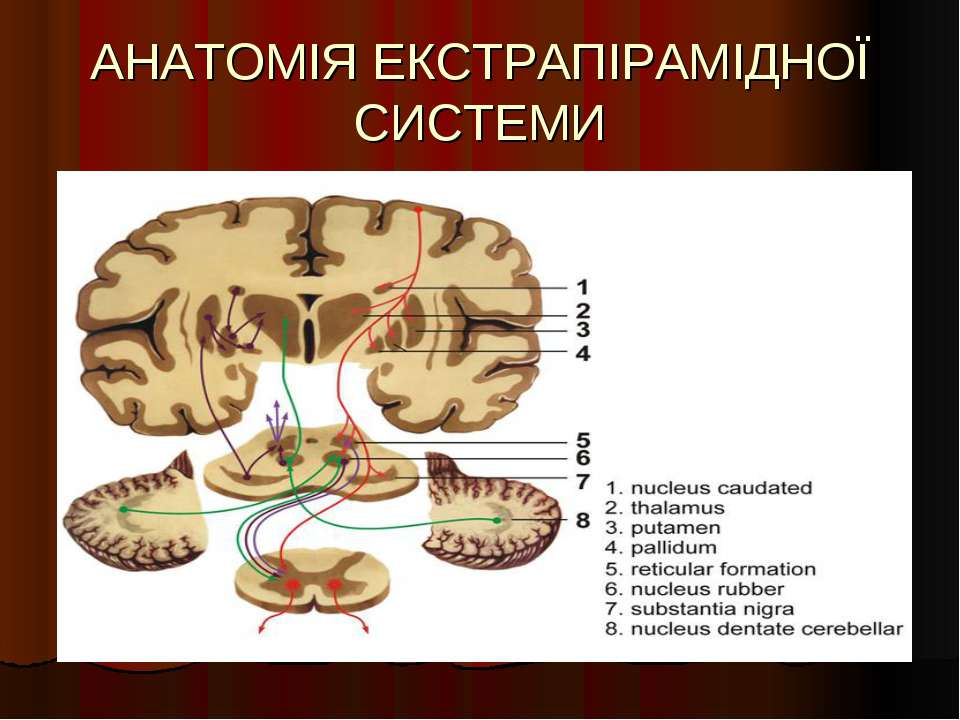 АНАТОМІЯ ЕКСТРАПІРАМІДНОЇ
СИСТЕМИ
1
2
3
4
5
6
7
8
1. nucleus caudated
2. thalamus
3. putamen
4. pallidum
5. reticular formation
6. nucleus rubber
7. substantia nigra
8. nucleus dentate cerebellar